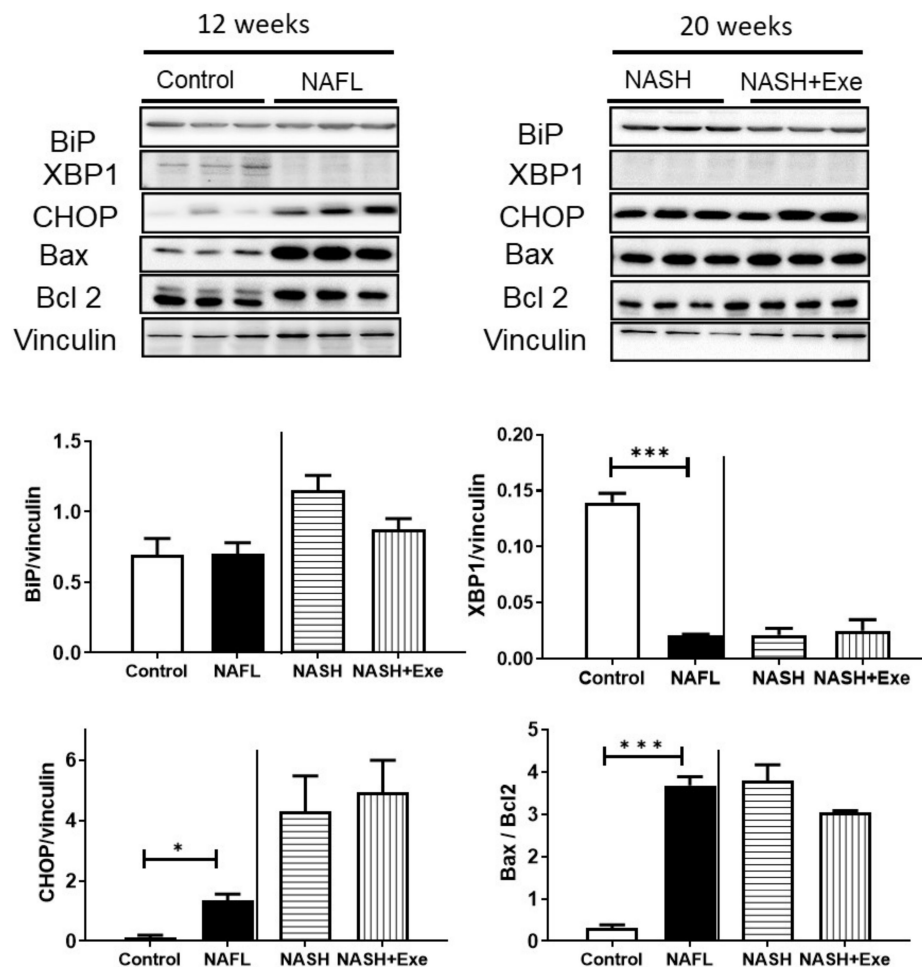 12 weeks
20 weeks
Control NAFL
NASH NASH+Exe
BiP
XBP1
CHOP
Bax
Bcl 2
Vinculin
BiP
XBP1
CHOP
Bax
Bcl 2
Vinculin
BiP/vinculin
1.5
1.0
0.5
0.0
Control NAFL NASH NASH+Exe
XBP1/vinculin
0.20
0.15
0.10
0.05
0.00
***
Control NAFL NASH NASH+Exe
CHOP/vinculin
6
4
2
0
*
Control NAFL NASH NASH+Exe
Bax / Bcl2
5
4
3
2
1
0
***
Control NAFL NASH NASH+Exe